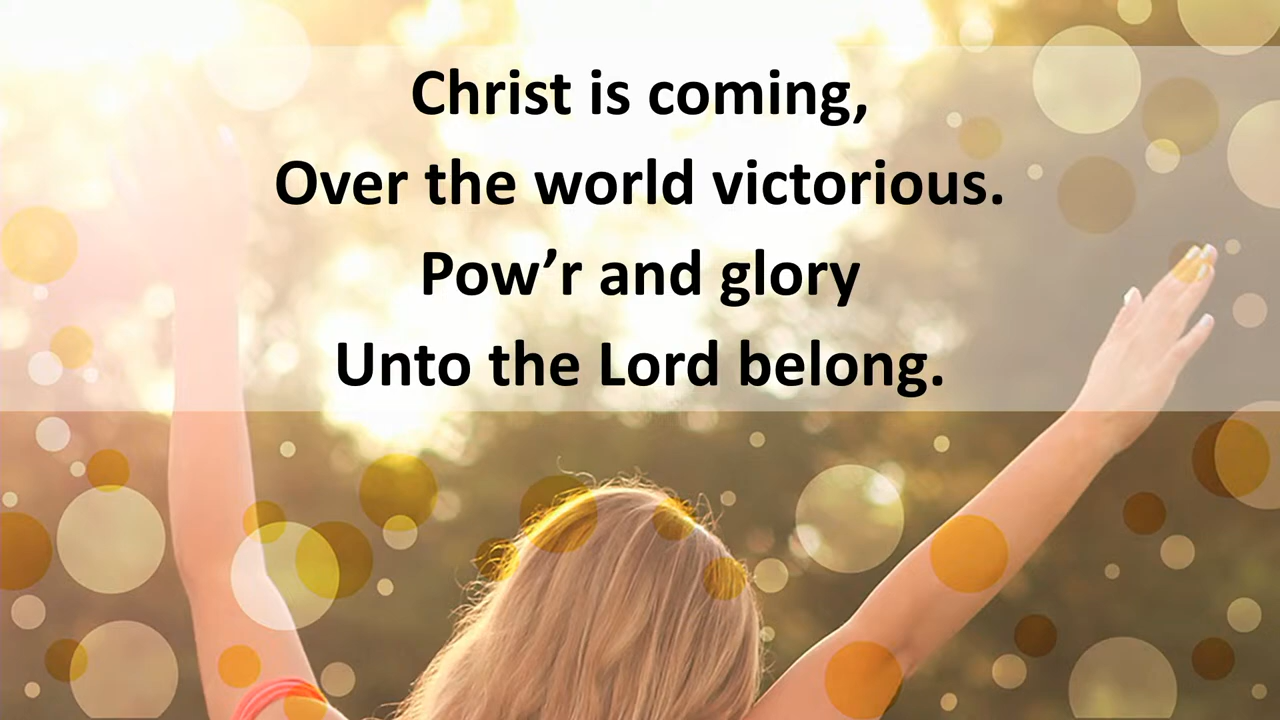 Christ is coming,
Over the world victorious.
Pow’r and glory
Unto the Lord belong.